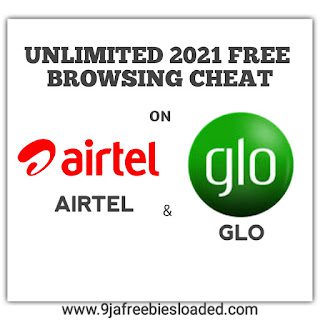 UNLIMITED 2021 FREE
BROWSING CHEAT
ON
airtel
glo
AIRTEL
&
GLO
www.9jafreebiesloaded.com